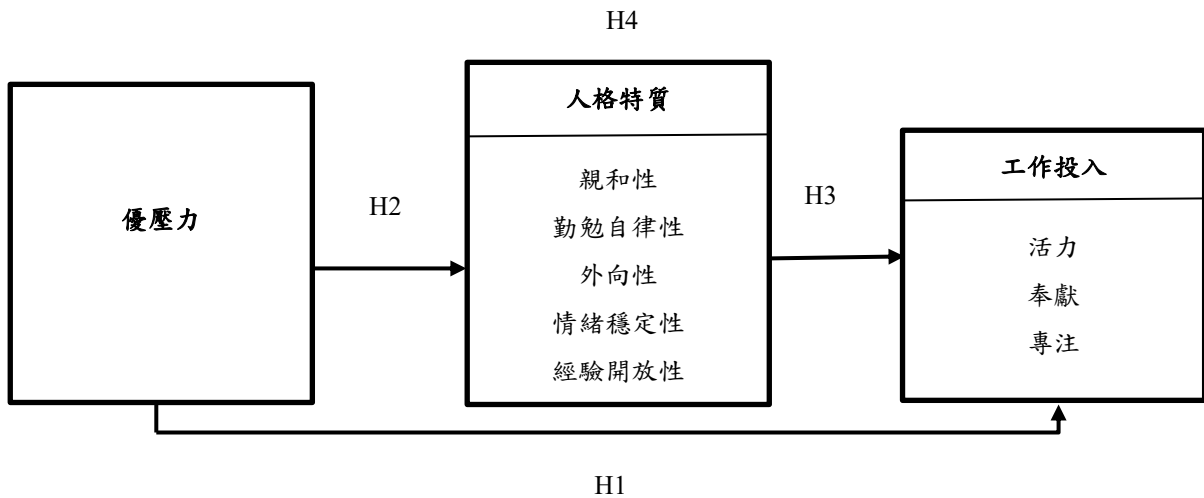 H4
人格特質
親和性
勤勉自律性
外向性
情緒穩定性
經驗開放性
優壓力
H2
H3
工作投入
活力
奉獻
專注
H1